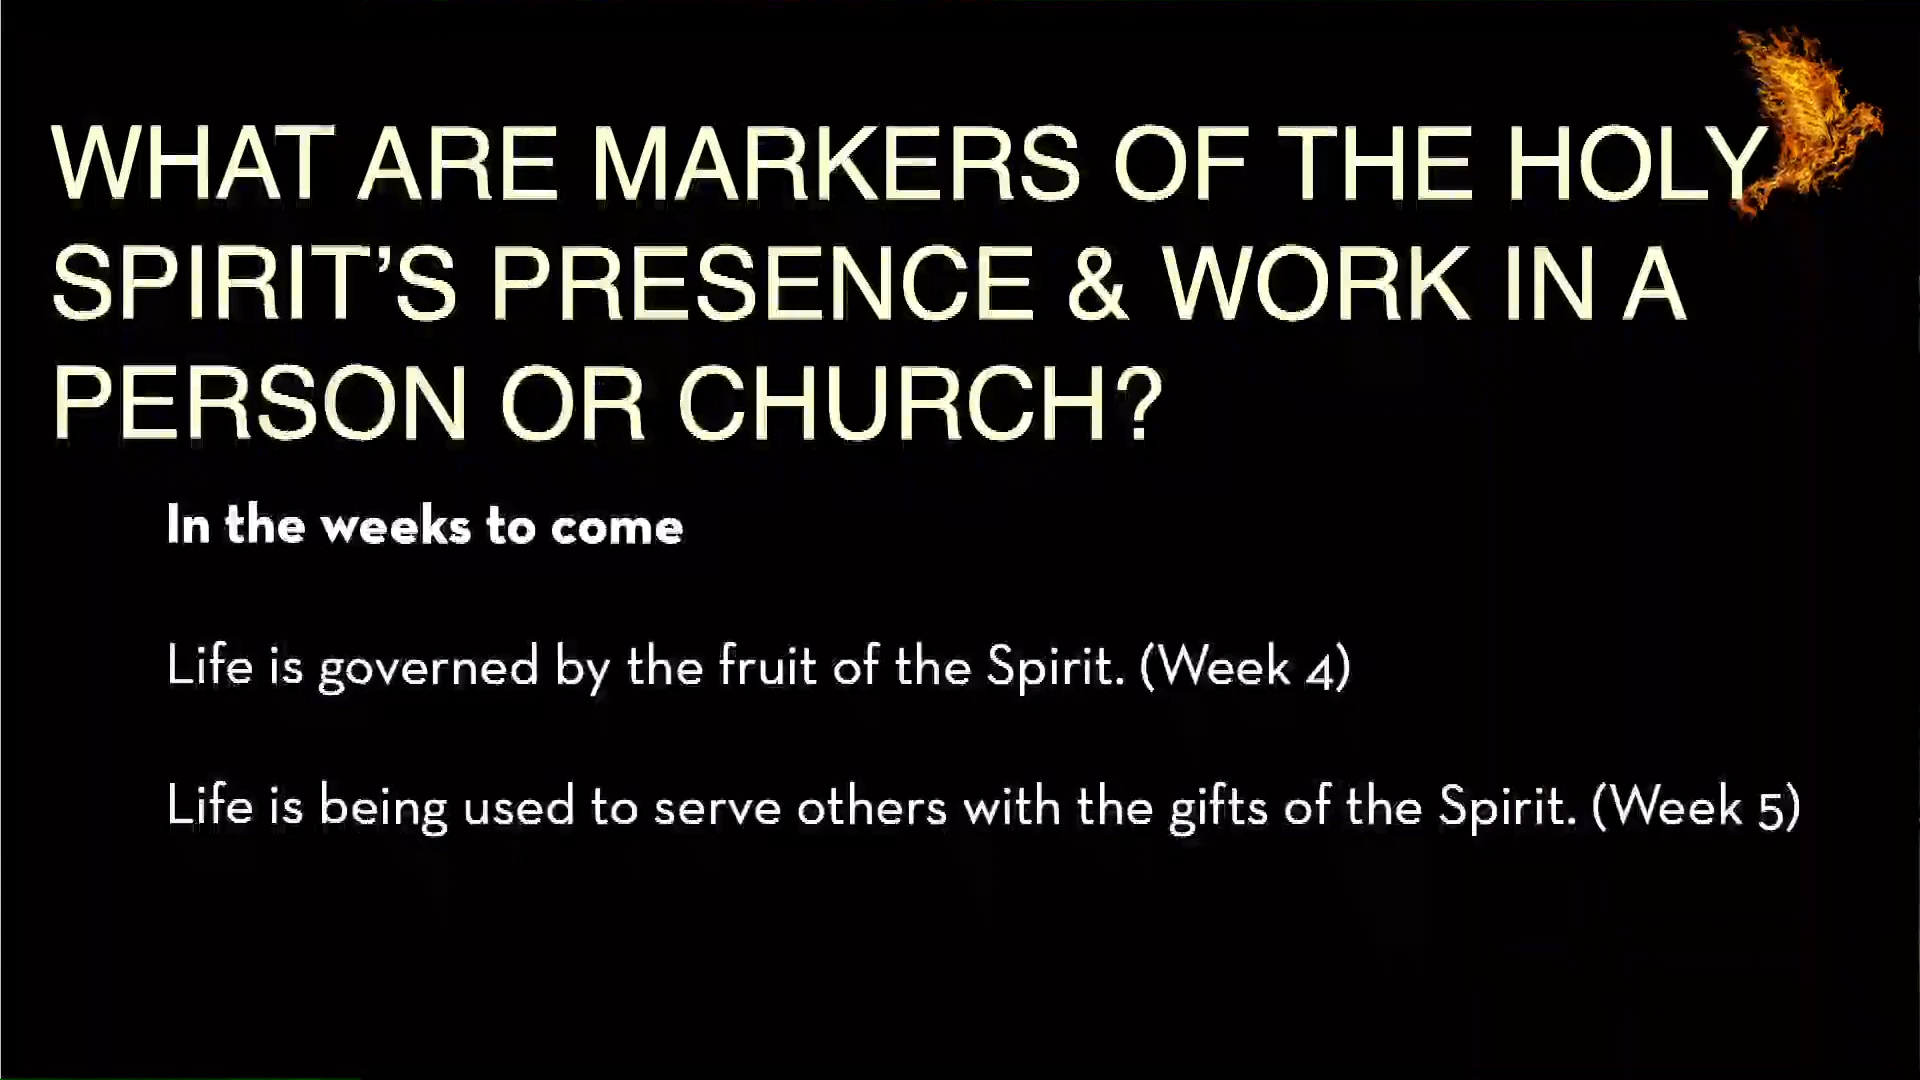 WHAT ARE MARKERS OF THE HOLY
SPIRIT’S PRESENCE & WORK IN A
PERSON OR CHURCH?
In the weeks to come
Life is governed by the fruit of the Spirit. (Week 4)
Life is being used to serve others with the gifts of the Spirit. (Week 5)